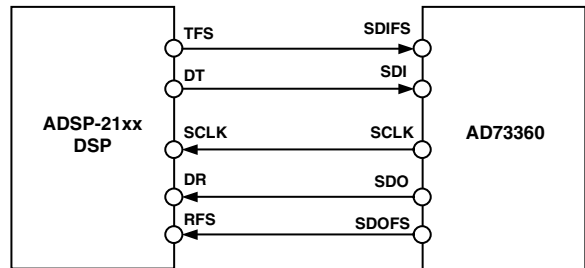 TFS SDIFS
DT SDI
ADSP-21xx
DSP
SCLK SCLK
AD73360
DR SDO
RFS SDOFS